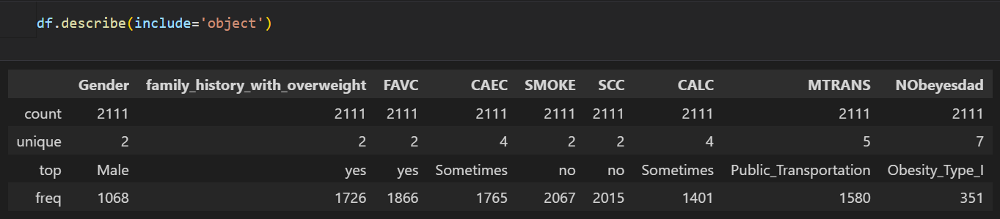 df.describe(include='object')
Gender family_history_with_overweight FAVC CAEC SMOKE SCC CALC MTRANS NObeyesdad
count 2111 2111 2111 2111 2111 2111 2111 2111 2111
unique 2 2 2 4 2 2 4 5 7
top Male yes yes Sometimes no no Sometimes Public_Transportation Obesity_Type_I
freq 1068 1726 1866 1765 2067 2015 1401 1580 351